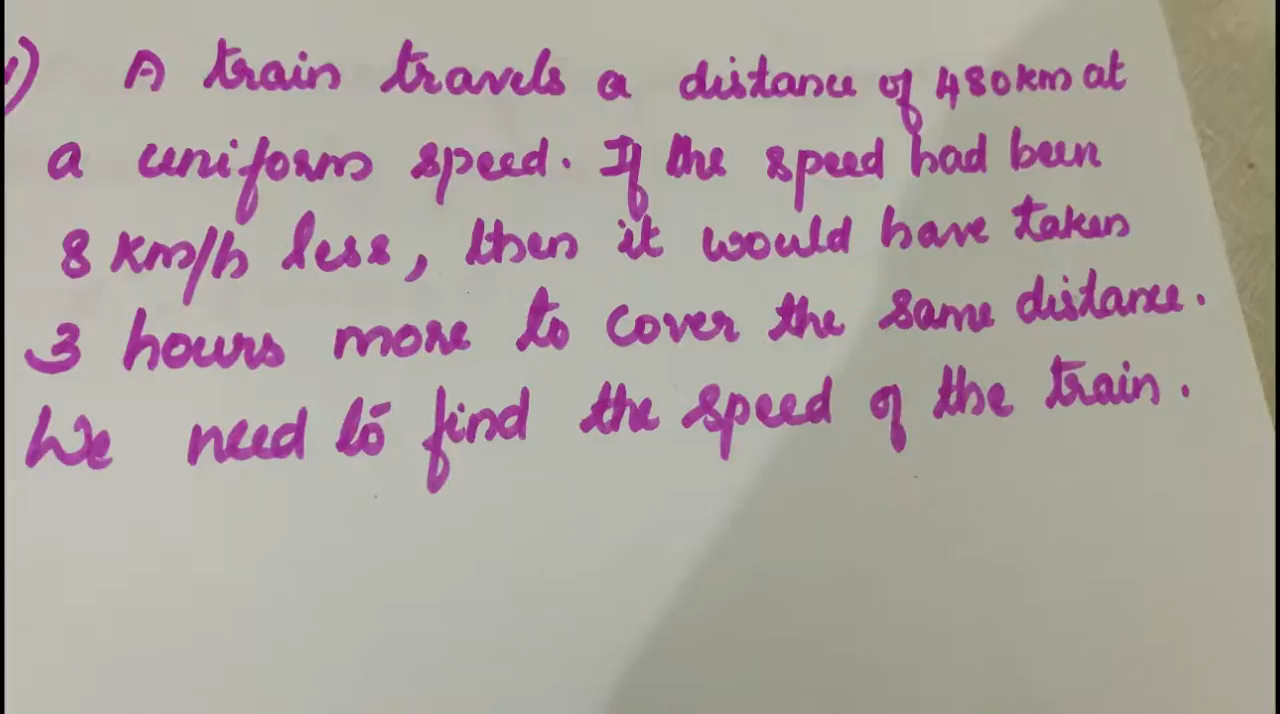 A train travels a distance of 480km at
a uniform speed. If the speed had been
8 km/h less, then it would have taken
3 hours more to cover the same distance.
We need to find the speed of the train.